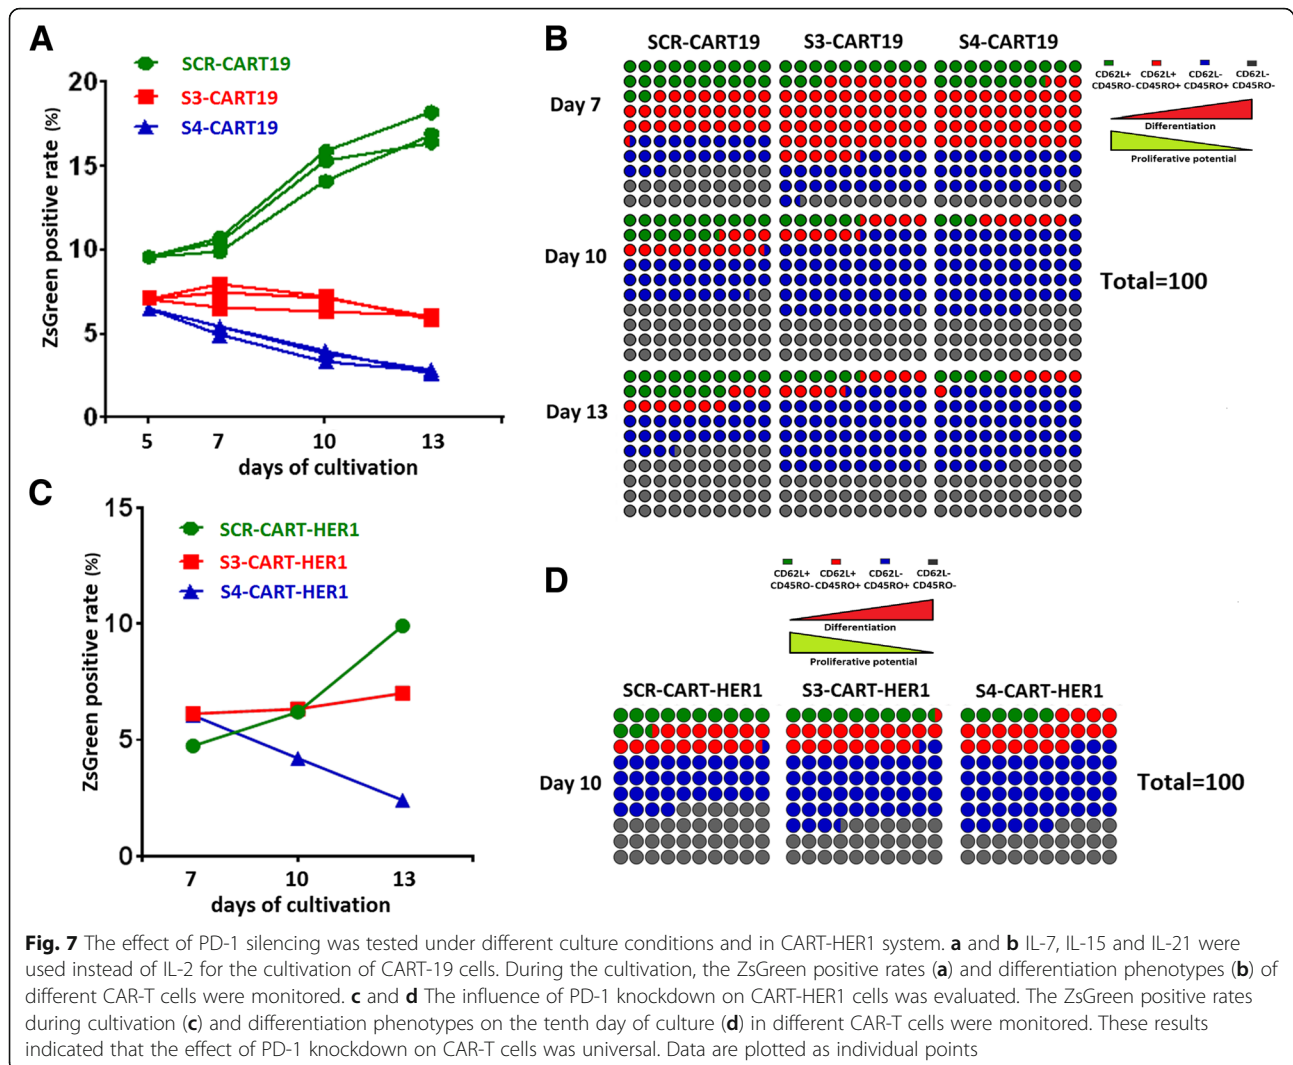 A
SCR-CART19
S3-CART19
S4-CART19
20
15
10
5
0
ZsGreen positive rate (%)
5 7 10 13
days of cultivation
B
SCR-CART19 S3-CART19 S4-CART19
Day 7
Day 10
Day 13
CD62L+ CD62L+ CD62L- CD62L-
CD45RO- CD45RO+ CD45RO+ CD45RO-
Differentiation
Proliferative potential
Total=100
C
SCR-CART-HER1
S3-CART-HER1
S4-CART-HER1
15
10
5
0
ZsGreen positive rate (%)
7 10 13
days of cultivation
D
CD62L+ CD62L+ CD62L- CD62L-
CD45RO- CD45RO+ CD45RO+ CD45RO-
Differentiation
Proliferative potential
SCR-CART-HER1 S3-CART-HER1 S4-CART-HER1
Day 10
Total=100
Fig. 7 The effect of PD-1 silencing was tested under different culture conditions and in CART-HER1 system. a and b IL-7, IL-15 and IL-21 were
used instead of IL-2 for the cultivation of CART-19 cells. During the cultivation, the ZsGreen positive rates (a) and differentiation phenotypes (b) of
different CAR-T cells were monitored. c and d The influence of PD-1 knockdown on CART-HER1 cells was evaluated. The ZsGreen positive rates
during cultivation (c) and differentiation phenotypes on the tenth day of culture (d) in different CAR-T cells were monitored. These results
indicated that the effect of PD-1 knockdown on CAR-T cells was universal. Data are plotted as individual points